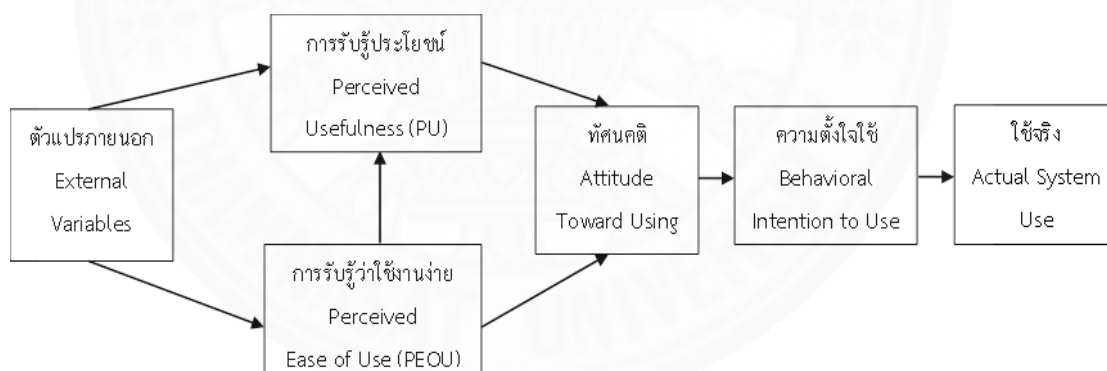 การรับรู้ประโยชน์
Perceived
Usefulness (PU)
ตัวแปรภายนอก
External
Variables
ทัศนคติ
Attitude
Toward Using
ความตั้งใจใช้
Behavioral
Intention to Use
ใช้จริง
Actual System
Use
การรับรู้ว่าใช้งานง่าย
Perceived
Ease of Use (PEOU)